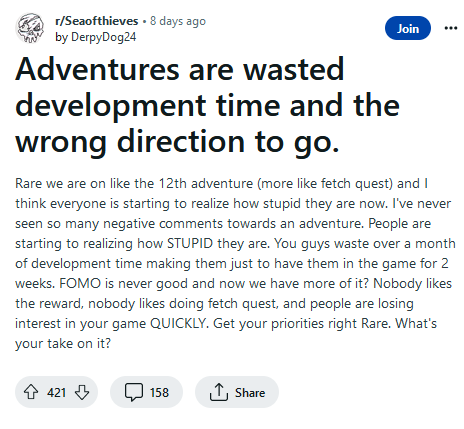 r/Seaofthieves • 8 days ago
by DerpyDog24
Join
Adventures are wasted
development time and the
wrong direction to go.
Rare we are on like the 12th adventure (more like fetch quest) and I
think everyone is starting to realize how stupid they are now. I've never
seen so many negative comments towards an adventure. People are
starting to realizing how STUPID they are. You guys waste over a month
of development time making them just to have them in the game for 2
weeks. FOMO is never good and now we have more of it? Nobody likes
the reward, nobody likes doing fetch quest, and people are losing
interest in your game QUICKLY. Get your priorities right Rare. What's
your take on it?
421
158
Share